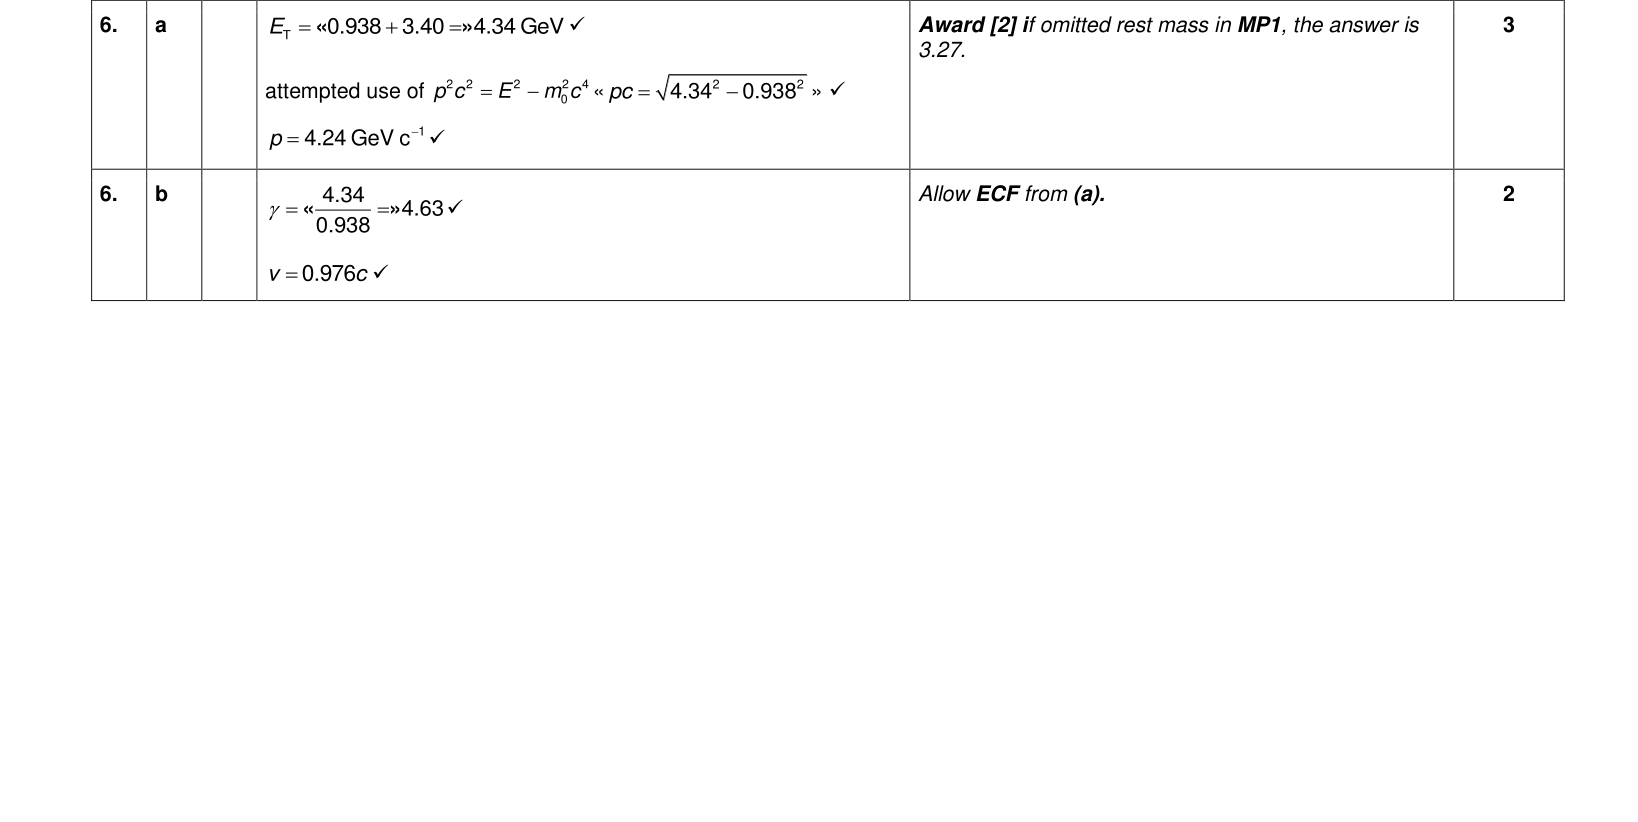 6. a E_T = «0.938 + 3.40 =»4.34 GeV ✓ Award [2] if omitted rest mass in MP1, the answer is 3
3.27.
attempted use of p²c² = E² − m₀²c⁴ « pc = √(4.34² − 0.938²) » ✓
p = 4.24 GeV c⁻¹ ✓
6. b γ = «4.34/0.938 =»4.63 ✓ Allow ECF from (a). 2
v = 0.976c ✓